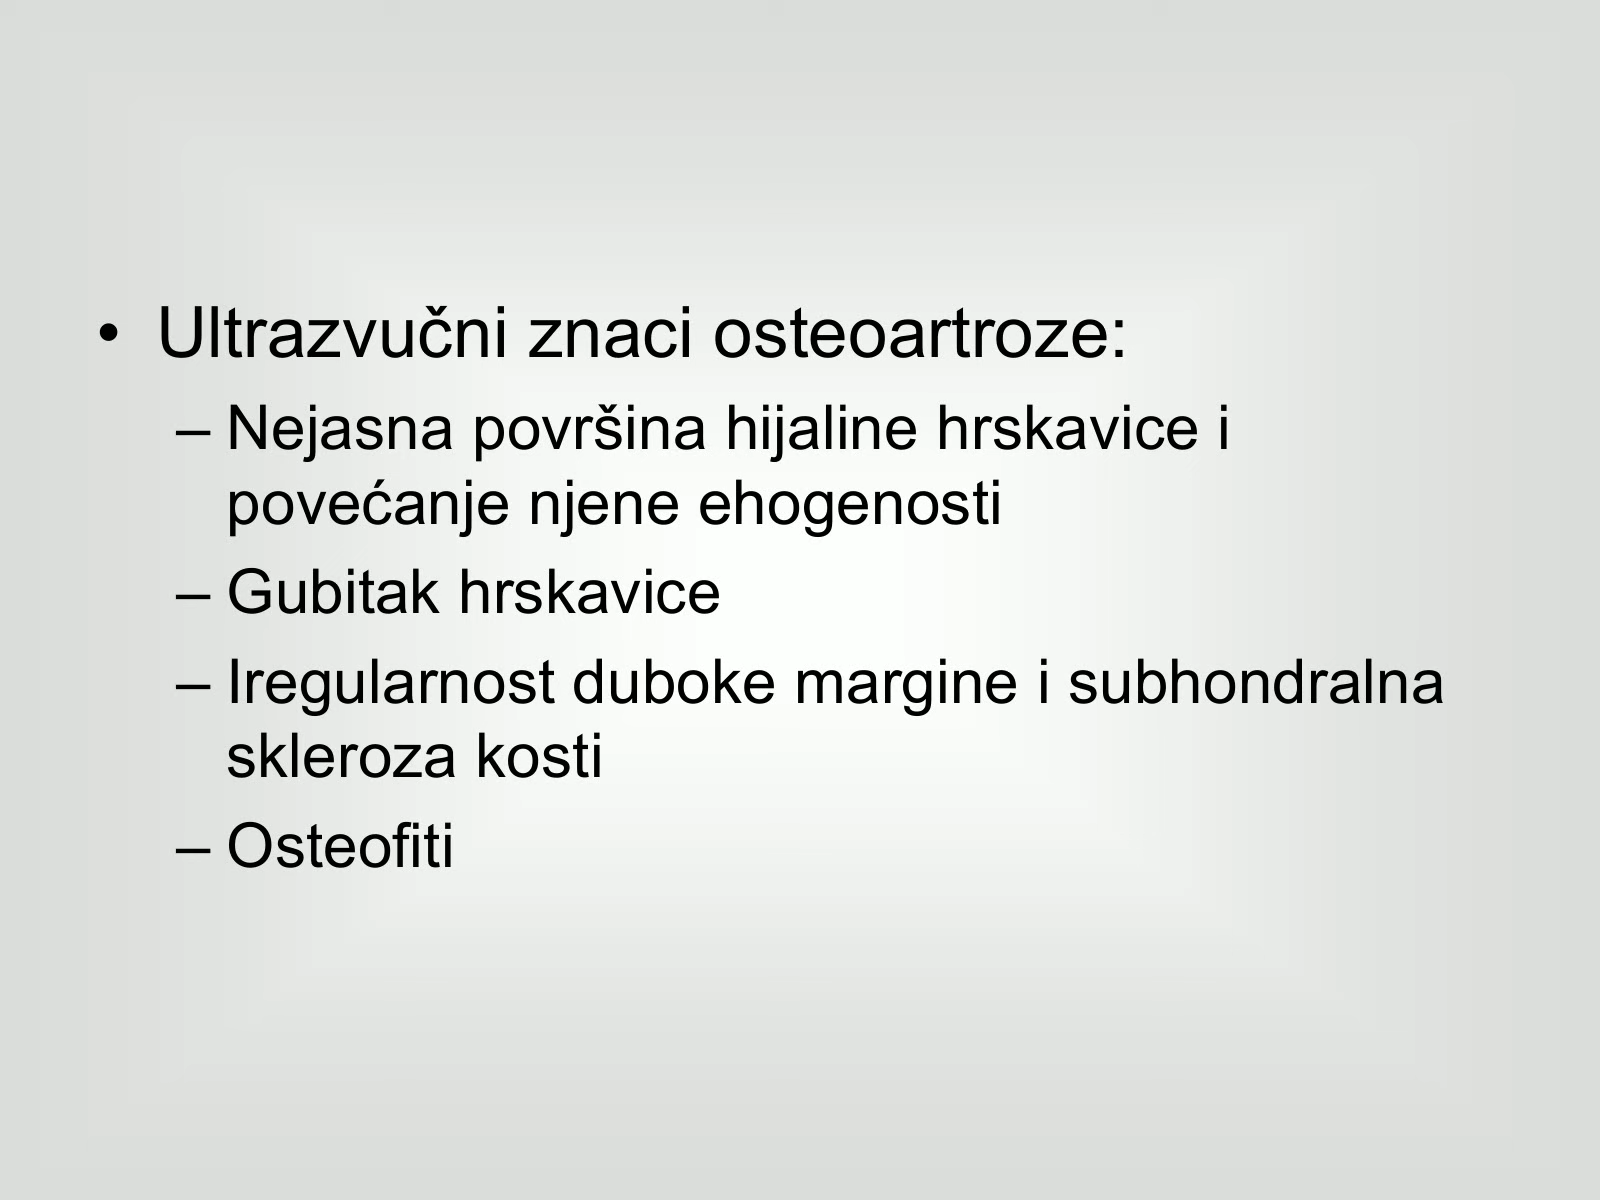 • Ultrazvučni znaci osteoartroze:
– Nejasna površina hijaline hrskavice i
povećanje njene ehogenosti
– Gubitak hrskavice
– Iregularnost duboke margine i subhondralna
skleroza kosti
– Osteofiti